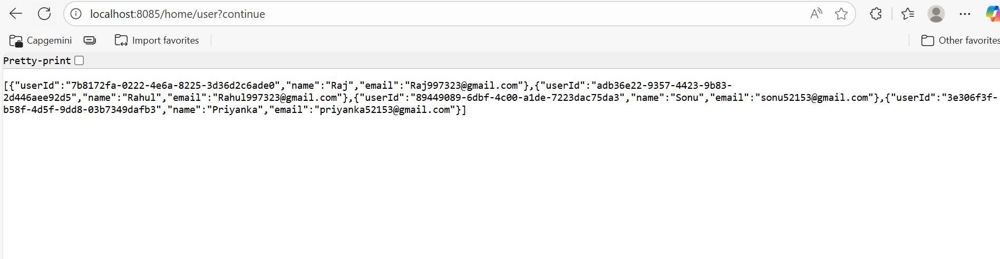 localhost:8085/home/user?continue
Capgemini
Import favorites
Other favorites
Pretty-print
[{"userId":"7b8172fa-0222-4e6a-8225-3d36d2c6ade0","name":"Raj","email":"Raj997323@gmail.com"},{"userId":"adb36e22-9357-4423-9b83-
2d446aee92d5","name":"Rahul","email":"Rahul997323@gmail.com"},{"userId":"89449089-6dbf-4c00-a1de-7223dac75da3","name":"Sonu","email":"sonu52153@gmail.com"},{"userId":"3e306f3f-
b58f-4d5f-9dd8-03b7349dafb3","name":"Priyanka","email":"priyanka52153@gmail.com"}]